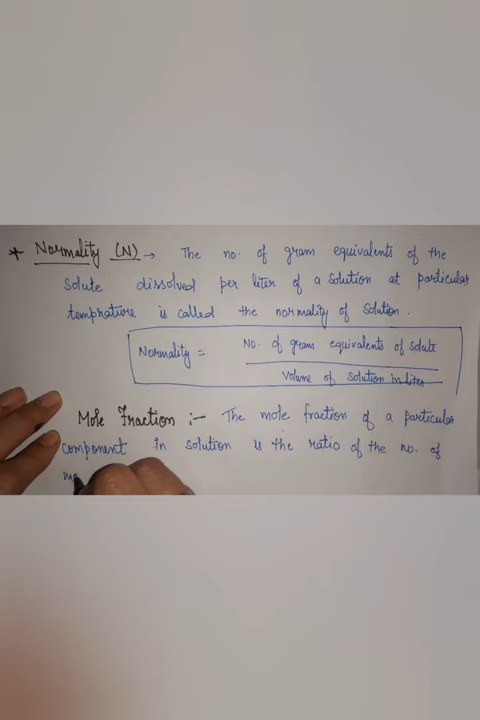 * Normality (N) → The no. of gram equivalents of the
solute dissolved per liter of a solution at particular
temprature is called the normality of solution.
Normality = No. of gram equivalents of solute
Volume of solution in liter
Mole Fraction :- The mole fraction of a particular
component in solution is the ratio of the no. of